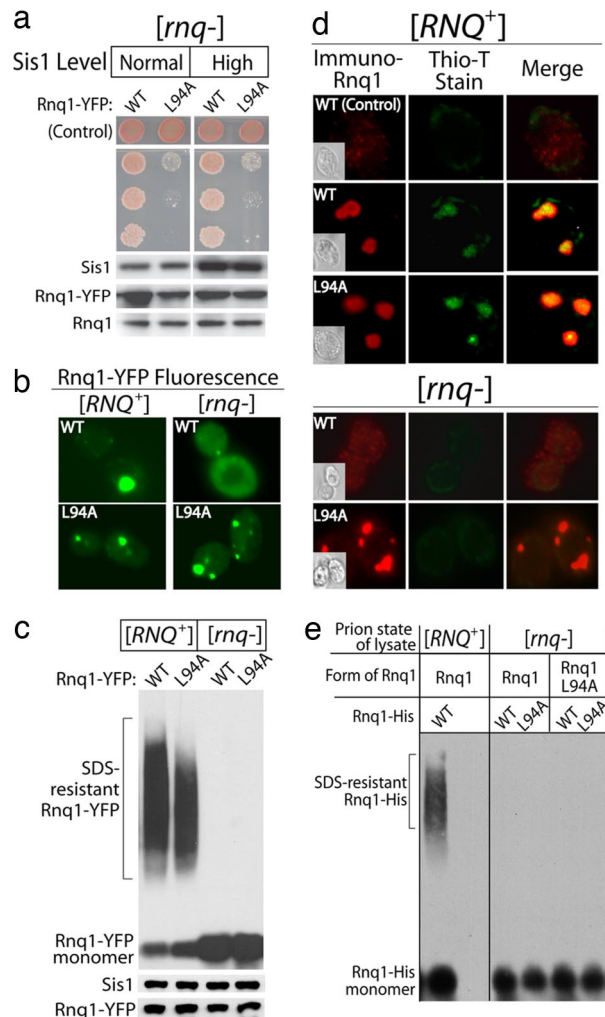 a
[rnq-]
Sis1 Level
Normal
High
Rnq1-YFP:
WT
L94A
WT
L94A
(Control)
Sis1
Rnq1-YFP
Rnq1
b
Rnq1-YFP Fluorescence
[RNQ+]
[rnq-]
WT
WT
L94A
L94A
c
[RNQ+]
[rnq-]
Rnq1-YFP:
WT
L94A
WT
L94A
SDS-
resistant
Rnq1-YFP
Rnq1-YFP
monomer
Sis1
Rnq1-YFP
d
[RNQ+]
Immuno-
Rnq1
Thio-T
Stain
Merge
WT (Control)
WT
L94A
[rnq-]
WT
L94A
e
Prion state
of lysate
[RNQ+]
[rnq-]
Form of Rnq1
Rnq1
Rnq1
Rnq1
L94A
Rnq1-His
WT
WT
L94A
WT
L94A
SDS-resistant
Rnq1-His
Rnq1-His
monomer